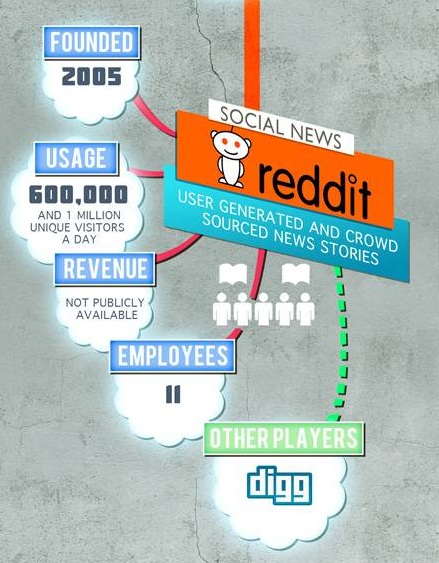 FOUNDED
2005
SOCIAL NEWS
reddit
USER GENERATED AND CROWD
SOURCED NEWS STORIES
USAGE
600,000
AND 1 MILLION
UNIQUE VISITORS
A DAY
REVENUE
NOT PUBLICLY
AVAILABLE
EMPLOYEES
11
OTHER PLAYERS
digg